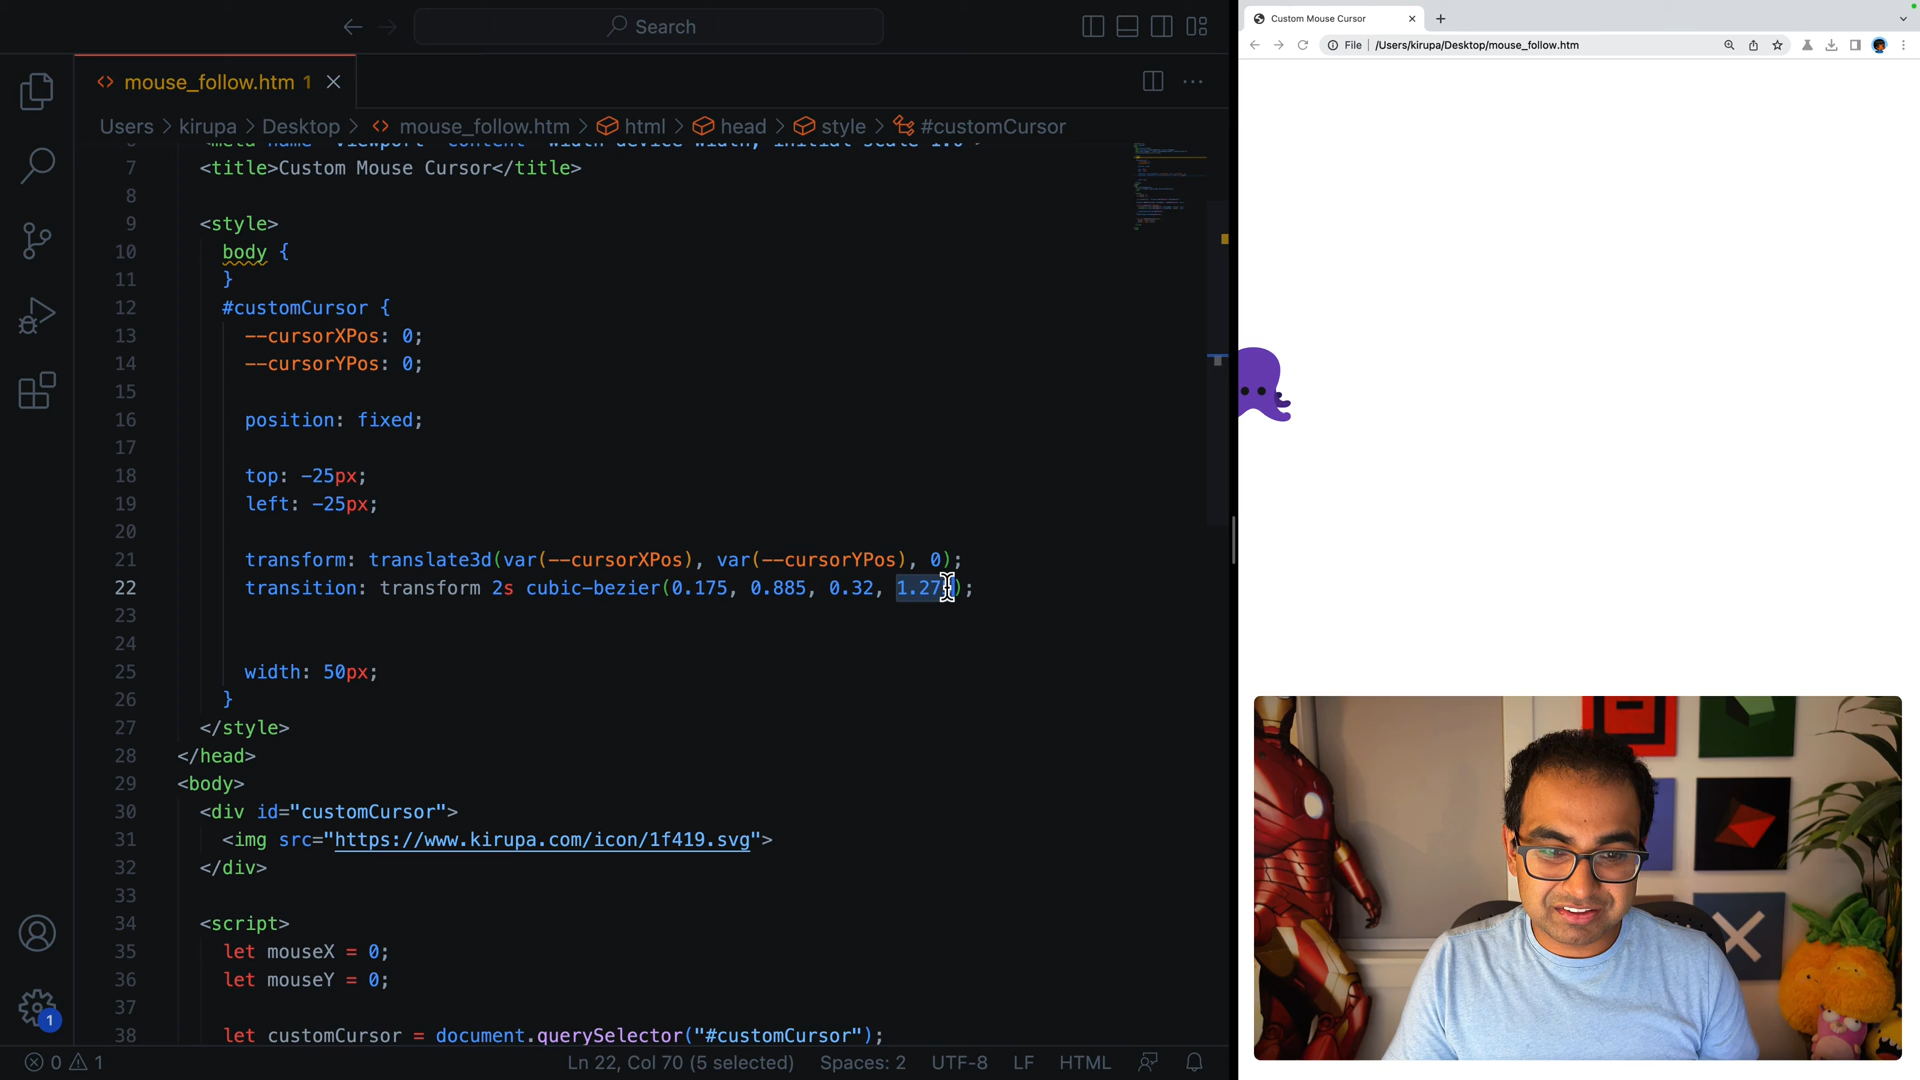 Search
Custom Mouse Cursor
File /Users/kirupa/Desktop/mouse_follow.htm
mouse_follow.htm 1
Users > kirupa > Desktop > mouse_follow.htm > html > head > style > #customCursor
7 <title>Custom Mouse Cursor</title>
8
9 <style>
10 body {
11 }
12 #customCursor {
13 --cursorXPos: 0;
14 --cursorYPos: 0;
15
16 position: fixed;
17
18 top: -25px;
19 left: -25px;
20
21 transform: translate3d(var(--cursorXPos), var(--cursorYPos), 0);
22 transition: transform 2s cubic-bezier(0.175, 0.885, 0.32, 1.27);
23
24
25 width: 50px;
26 }
27 </style>
28 </head>
29 <body>
30 <div id="customCursor">
31 <img src="https://www.kirupa.com/icon/1f419.svg">
32 </div>
33
34 <script>
35 let mouseX = 0;
36 let mouseY = 0;
37
38 let customCursor = document.querySelector("#customCursor");
1
0 1 Ln 22, Col 70 (5 selected) Spaces: 2 UTF-8 LF HTML